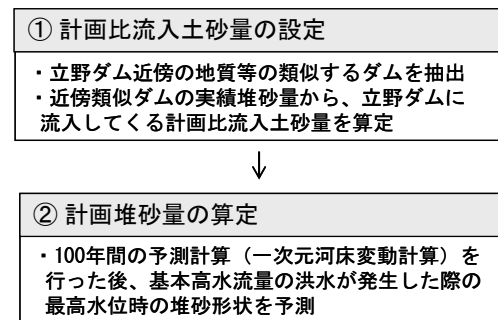 ① 計画比流入土砂量の設定
・立野ダム近傍の地質等の類似するダムを抽出
・近傍類似ダムの実績堆砂量から、立野ダムに
流入してくる計画比流入土砂量を算定
↓
② 計画堆砂量の算定
・100年間の予測計算（一次元河床変動計算）を
行った後、基本高水流量の洪水が発生した際の
最高水位時の堆砂形状を予測